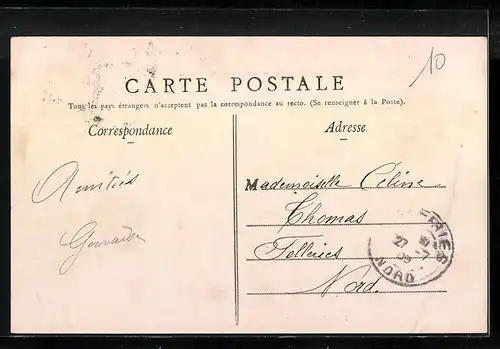 10
CARTE POSTALE
Tous les pays étrangers n'acceptent pas la correspondance au recto. (Se renseigner à la Poste).
Correspondance
Adresse
Amitiés
Mademoiselle Céline
Thomas
Felleries
Nord.
NORD